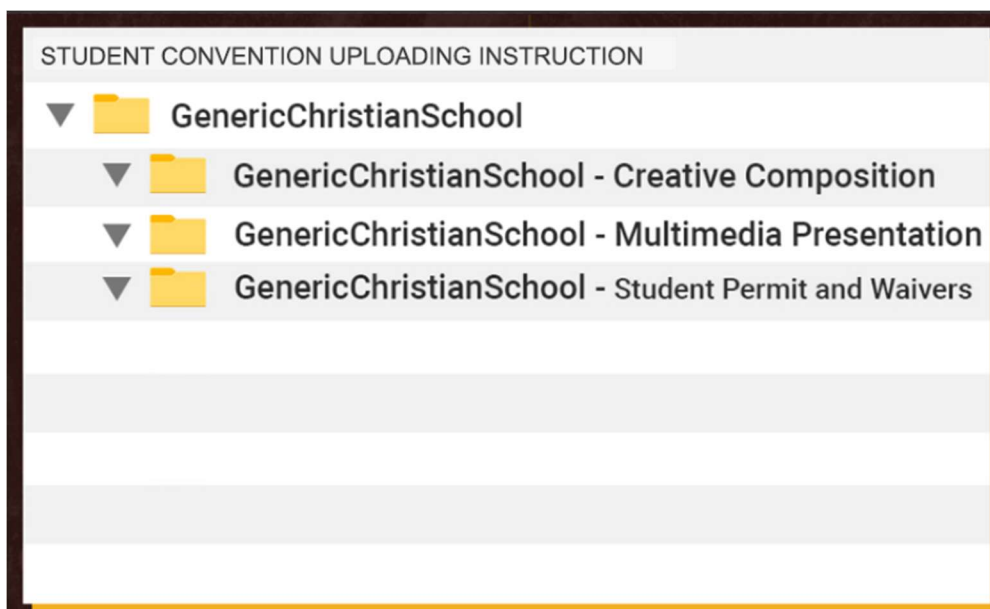 STUDENT CONVENTION UPLOADING INSTRUCTION
GenericChristianSchool
GenericChristianSchool - Creative Composition
GenericChristianSchool - Multimedia Presentation
GenericChristianSchool - Student Permit and Waivers